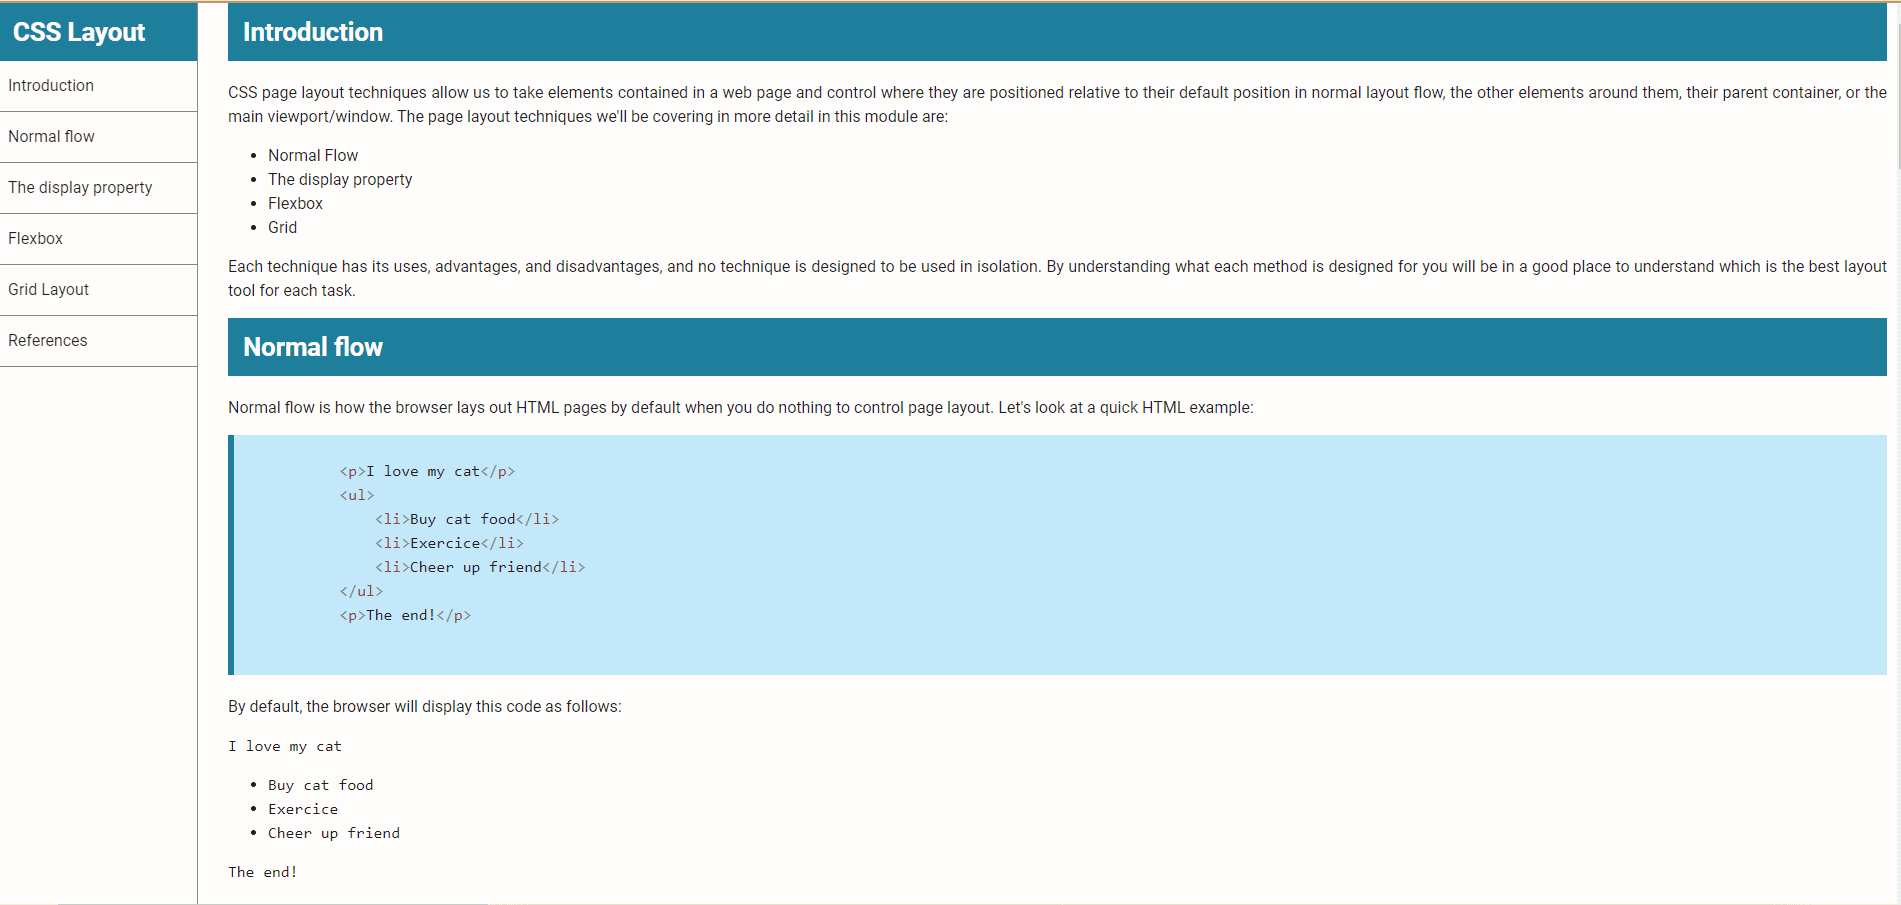 CSS Layout
Introduction
Normal flow
The display property
Flexbox
Grid Layout
References
Introduction
CSS page layout techniques allow us to take elements contained in a web page and control where they are positioned relative to their default position in normal layout flow, the other elements around them, their parent container, or the
main viewport/window. The page layout techniques we'll be covering in more detail in this module are:
• Normal Flow
• The display property
• Flexbox
• Grid
Each technique has its uses, advantages, and disadvantages, and no technique is designed to be used in isolation. By understanding what each method is designed for you will be in a good place to understand which is the best layout
tool for each task.
Normal flow
Normal flow is how the browser lays out HTML pages by default when you do nothing to control page layout. Let's look at a quick HTML example:
<p>I love my cat</p>
<ul>
<li>Buy cat food</li>
<li>Exercice</li>
<li>Cheer up friend</li>
</ul>
<p>The end!</p>
By default, the browser will display this code as follows:
I love my cat
• Buy cat food
• Exercice
• Cheer up friend
The end!